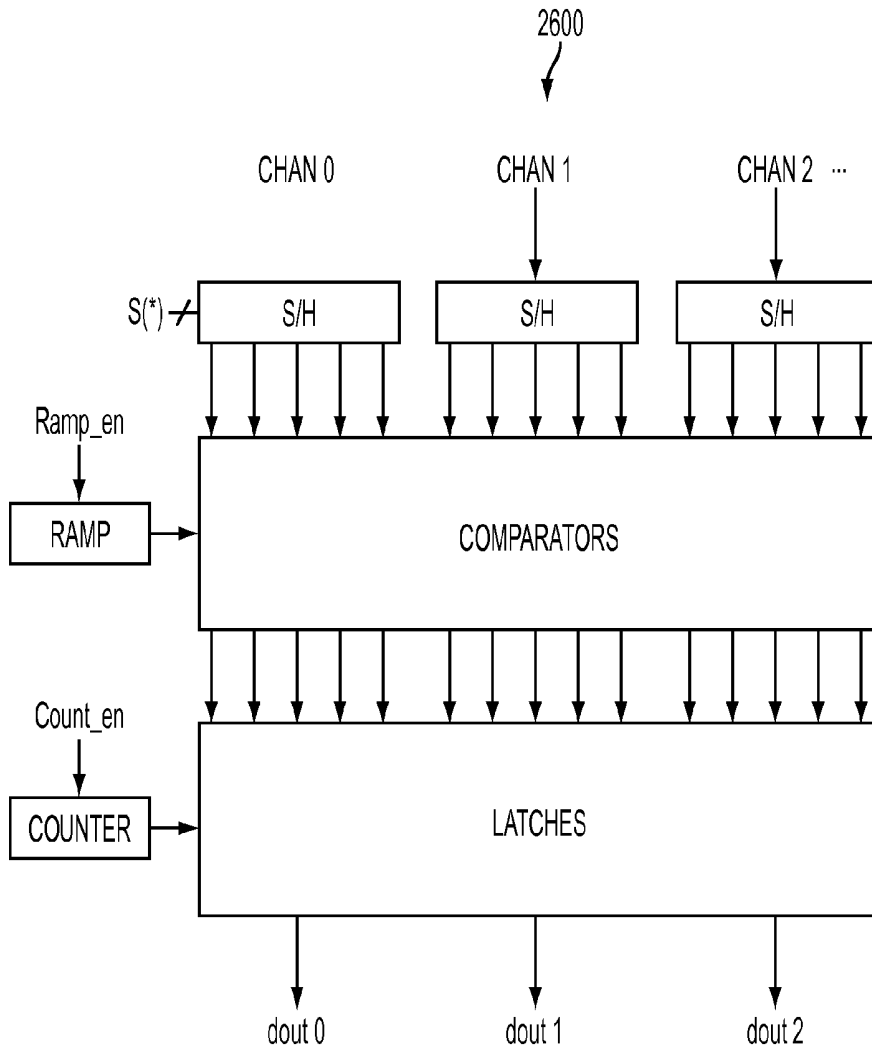 2600
CHAN 0 CHAN 1 CHAN 2 ...
S(*) S/H S/H S/H
Ramp_en
RAMP COMPARATORS
Count_en
COUNTER LATCHES
dout 0 dout 1 dout 2